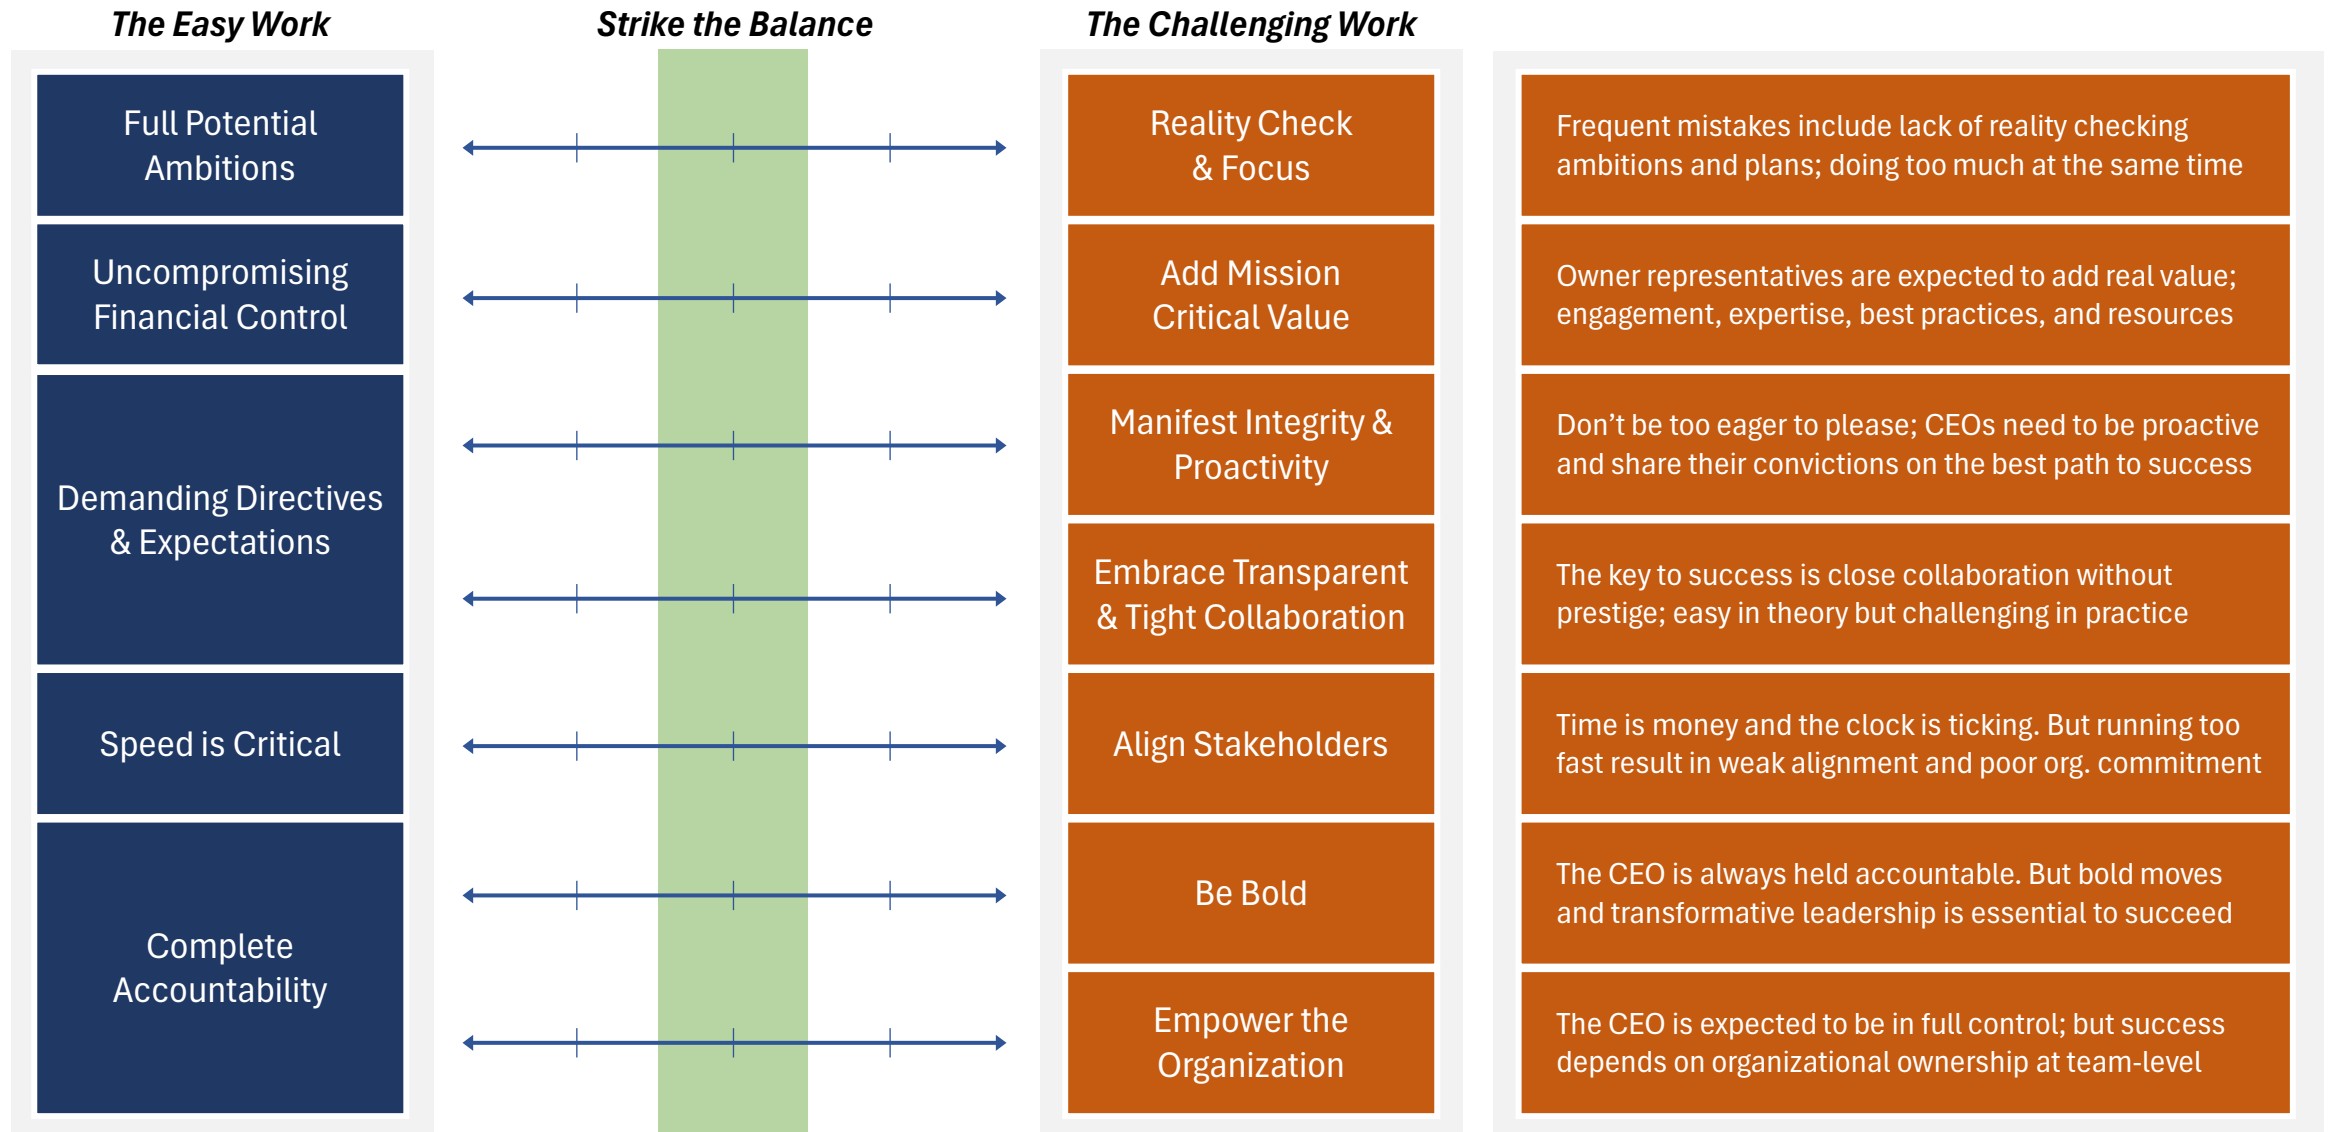 The Easy Work
Strike the Balance
The Challenging Work
Full Potential
Ambitions
Reality Check
& Focus
Frequent mistakes include lack of reality checking
ambitions and plans; doing too much at the same time
Uncompromising
Financial Control
Add Mission
Critical Value
Owner representatives are expected to add real value;
engagement, expertise, best practices, and resources
Demanding Directives
& Expectations
Manifest Integrity &
Proactivity
Don’t be too eager to please; CEOs need to be proactive
and share their convictions on the best path to success
Embrace Transparent
& Tight Collaboration
The key to success is close collaboration without
prestige; easy in theory but challenging in practice
Speed is Critical
Align Stakeholders
Time is money and the clock is ticking. But running too
fast result in weak alignment and poor org. commitment
Complete
Accountability
Be Bold
The CEO is always held accountable. But bold moves
and transformative leadership is essential to succeed
Empower the
Organization
The CEO is expected to be in full control; but success
depends on organizational ownership at team-level